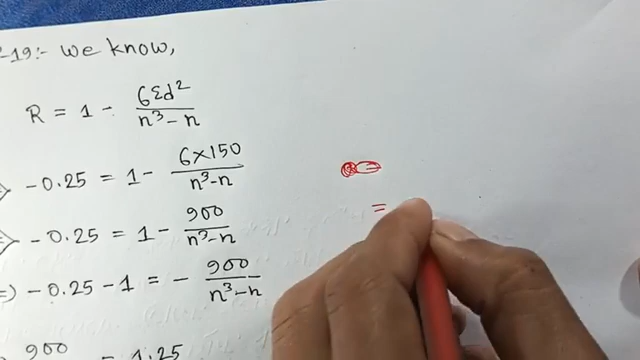 -19:- We know,
R = 1 - 6Σd²/n³-n
=> -0.25 = 1 - 6×150/n³-n
=> -0.25 = 1 - 900/n³-n
=> -0.25 - 1 = - 900/n³-n
900 = 1.25
=